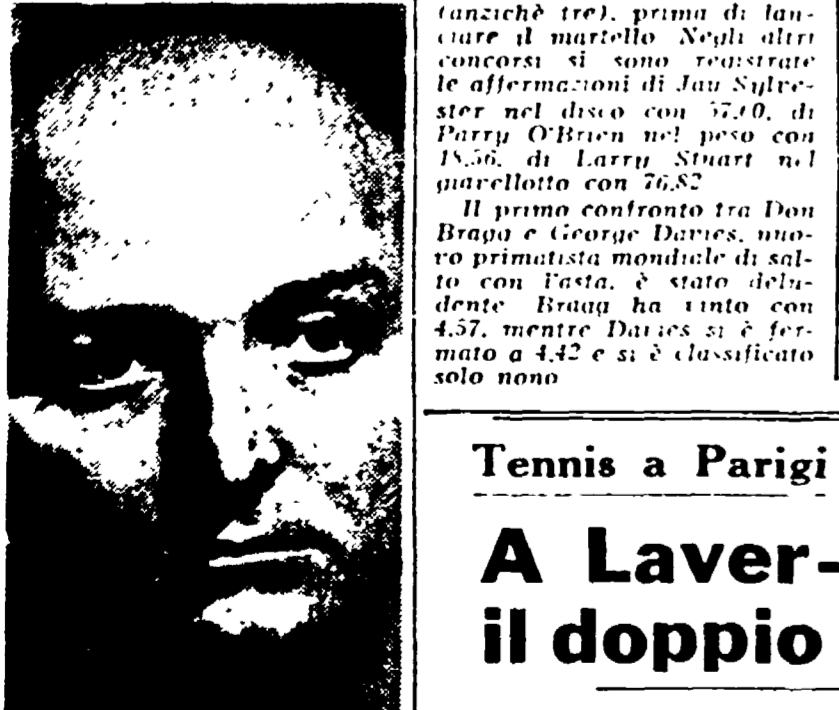 (anzichè tre), prima di lan-
ciare il martello Negli altri
concorsi si sono registrate
le affermazioni di Jau Sylve-
ster nel disco con 57,40, di
Parry O'Brien nel peso con
18,56, di Larry Stuart nel
giavellotto con 76,82
Il primo confronto tra Don
Bragg e George Davies, nuo-
vo primatista mondiale di sal-
to con l'asta, è stato delu-
dente Bragg ha vinto con
4,57, mentre Davies si è fer-
mato a 4,42 e si è classificato
solo nono
Tennis a Parigi
A Laver-
il doppio